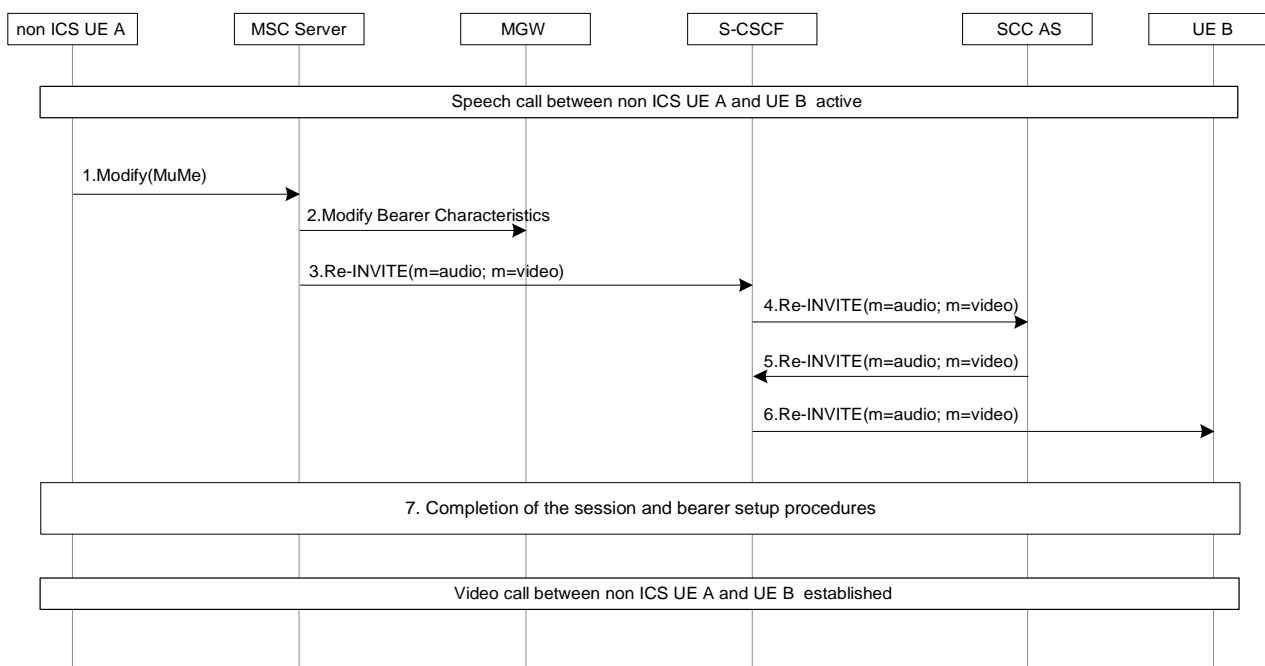 non ICS UE A
MSC Server
MGW
S-CSCF
SCC AS
UE B
Speech call between non ICS UE A and UE B active
1.Modify(MuMe)
2.Modify Bearer Characteristics
3.Re-INVITE(m=audio; m=video)
4.Re-INVITE(m=audio; m=video)
5.Re-INVITE(m=audio; m=video)
6.Re-INVITE(m=audio; m=video)
7. Completion of the session and bearer setup procedures
Video call between non ICS UE A and UE B established